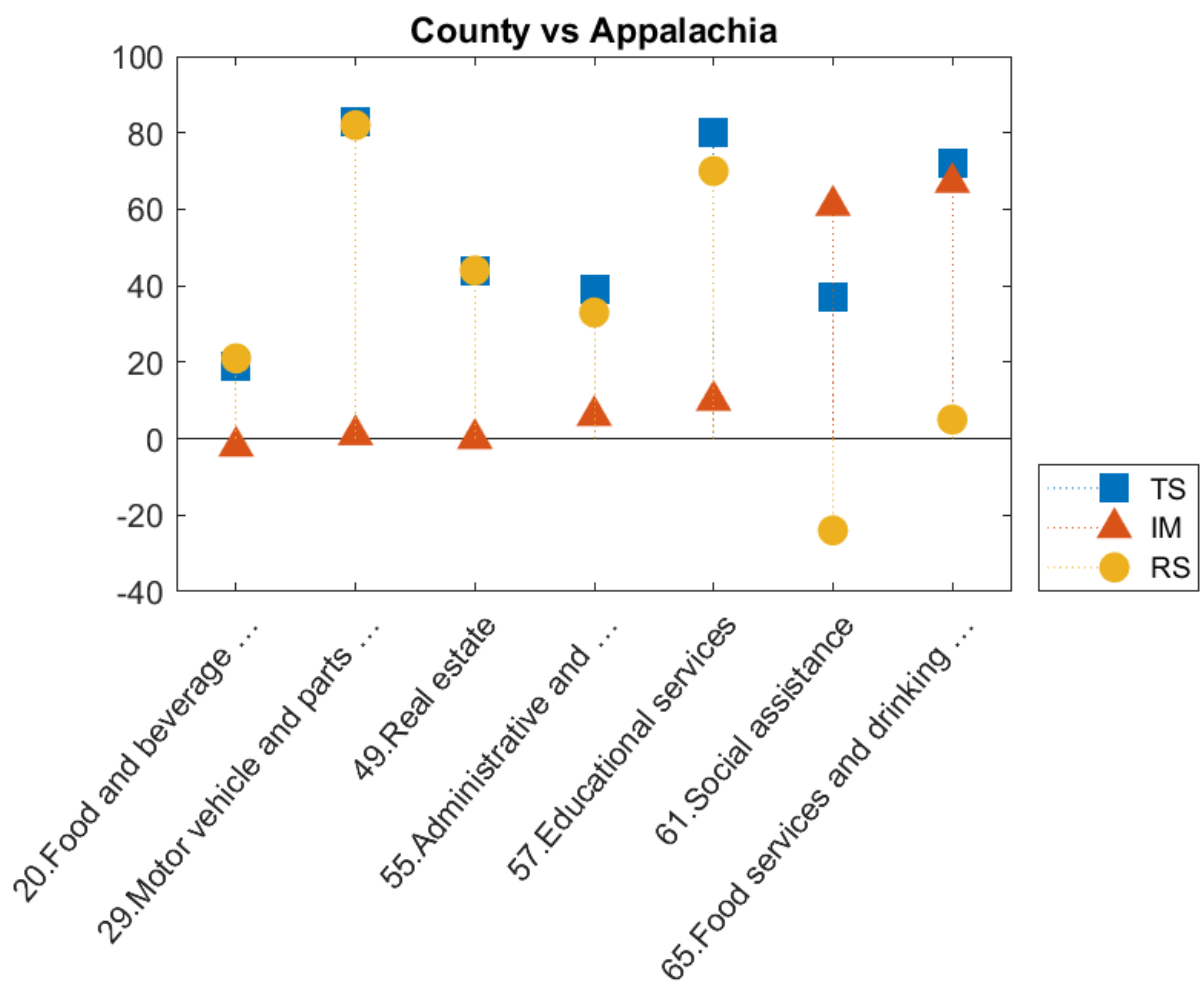 County vs Appalachia
100
80
60
40
20
0
-20
-40
TS
IM
RS
20.Food and beverage …
29.Motor vehicle and parts …
49.Real estate
55.Administrative and …
57.Educational services
61.Social assistance
65.Food services and drinking …